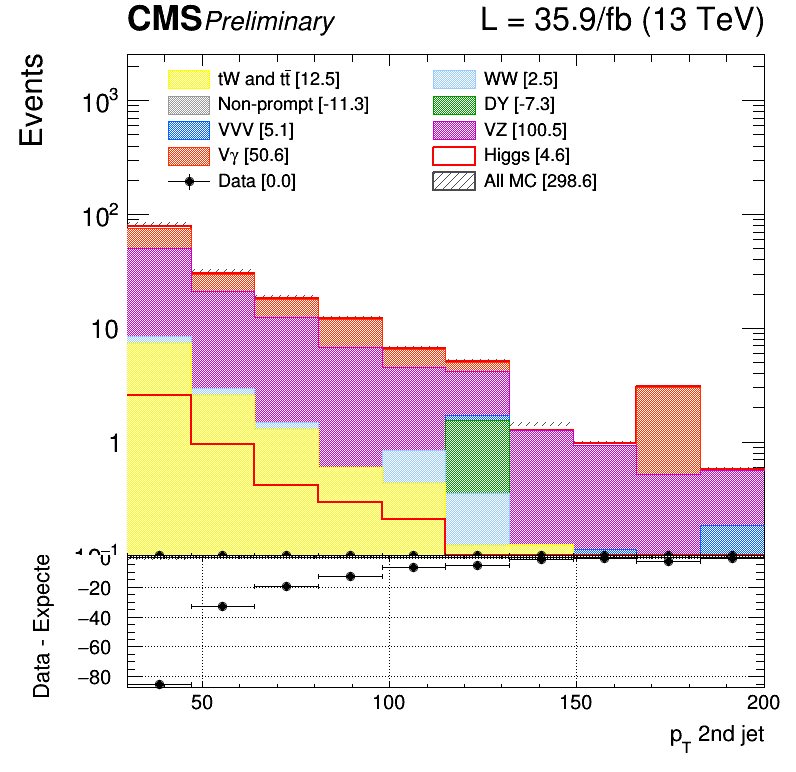 CMS Preliminary L = 35.9/fb (13 TeV)
Events
tW and tt̄ [12.5] WW [2.5]
Non-prompt [-11.3] DY [-7.3]
VVV [5.1] VZ [100.5]
Vγ [50.6] Higgs [4.6]
Data [0.0] All MC [298.6]
10³
10²
10
1
Data - Expecte
0
−20
−40
−60
−80
50 100 150 200
p_T 2nd jet